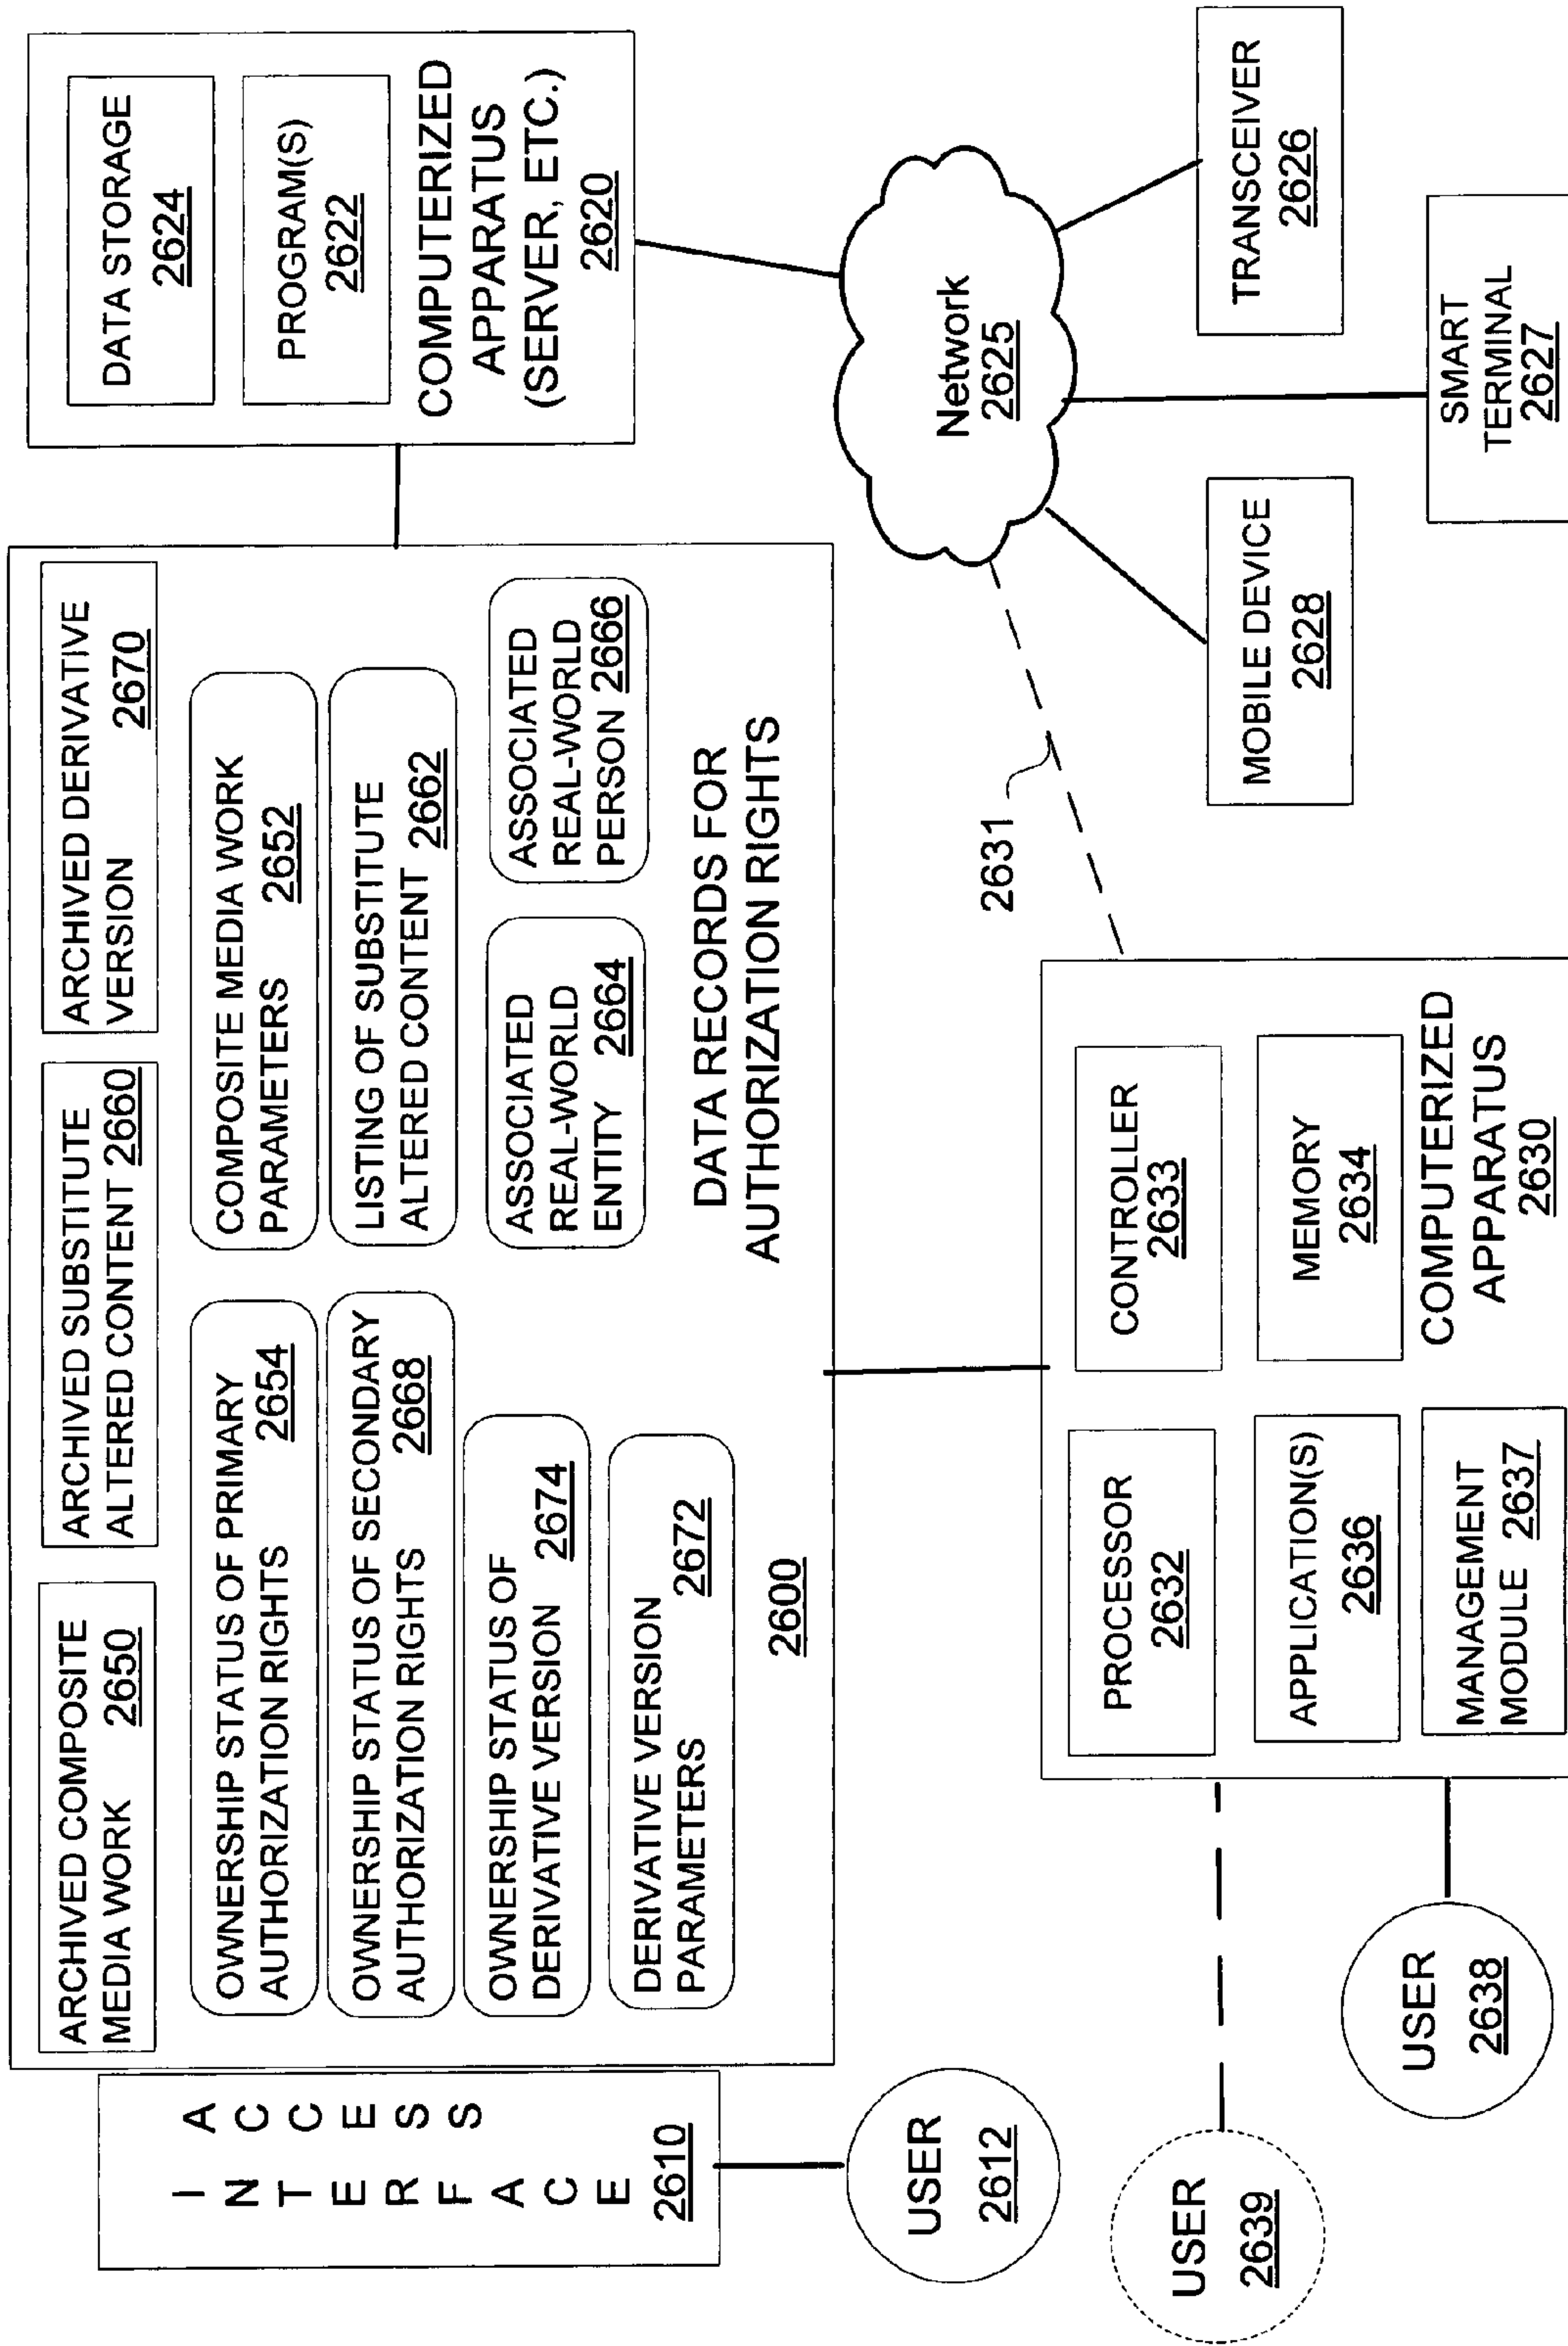 ACCESS
INTERFACE
2610
USER
2612
ARCHIVED COMPOSITE
MEDIA WORK 2650
ARCHIVED SUBSTITUTE
ALTERED CONTENT 2660
ARCHIVED DERIVATIVE
VERSION 2670
OWNERSHIP STATUS OF PRIMARY
AUTHORIZATION RIGHTS 2654
COMPOSITE MEDIA WORK
PARAMETERS 2652
OWNERSHIP STATUS OF SECONDARY
AUTHORIZATION RIGHTS 2668
LISTING OF SUBSTITUTE
ALTERED CONTENT 2662
OWNERSHIP STATUS OF
DERIVATIVE VERSION 2674
ASSOCIATED
REAL-WORLD
ENTITY 2664
ASSOCIATED
REAL-WORLD
PERSON 2666
DERIVATIVE VERSION
PARAMETERS 2672
DATA RECORDS FOR
AUTHORIZATION RIGHTS
2600
DATA STORAGE
2624
PROGRAM(S)
2622
COMPUTERIZED
APPARATUS
(SERVER, ETC.)
2620
Network
2625
2631
MOBILE DEVICE
2628
SMART
TERMINAL
2627
TRANSCEIVER
2626
USER
2639
USER
2638
PROCESSOR
2632
CONTROLLER
2633
APPLICATION(S)
2636
MEMORY
2634
MANAGEMENT
MODULE 2637
COMPUTERIZED
APPARATUS
2630